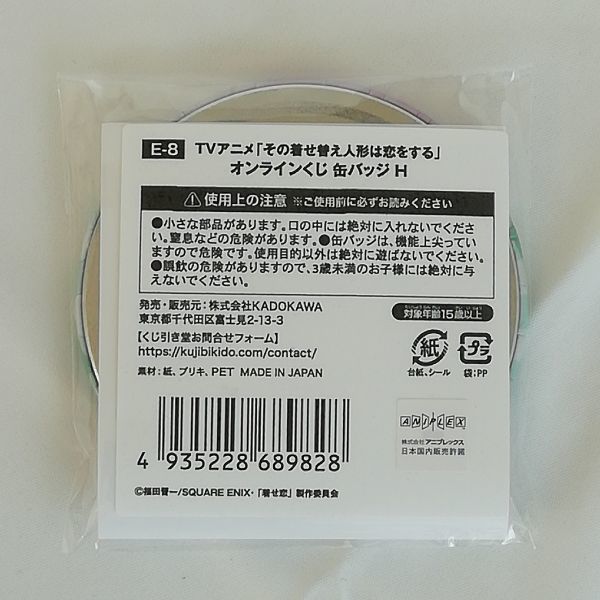 E-8 TVアニメ「その着せ替え人形は恋をする」
オンラインくじ 缶バッジ H
使用上の注意 ※ご使用前に必ずお読みください
●小さな部品があります。口の中には絶対に入れないでくださ
い。窒息などの危険があります。●缶バッジは、機能上尖ってい
ますので危険です。使用目的以外は絶対に遊ばないでください。
●誤飲の危険がありますので、3歳未満のお子様には絶対に与
えないでください。
発売・販売元:株式会社KADOKAWA
東京都千代田区富士見2-13-3
対象年齢15歳以上
【くじ引き堂お問合せフォーム】
https://kujibikido.com/contact/
紙
台紙、シール
プラ
袋:PP
素材:紙、ブリキ、PET MADE IN JAPAN
ANIPLEX
株式会社 アニプレックス
日本国内販売許諾
4 935228 689828
©福田晋一/SQUARE ENIX・「着せ恋」製作委員会